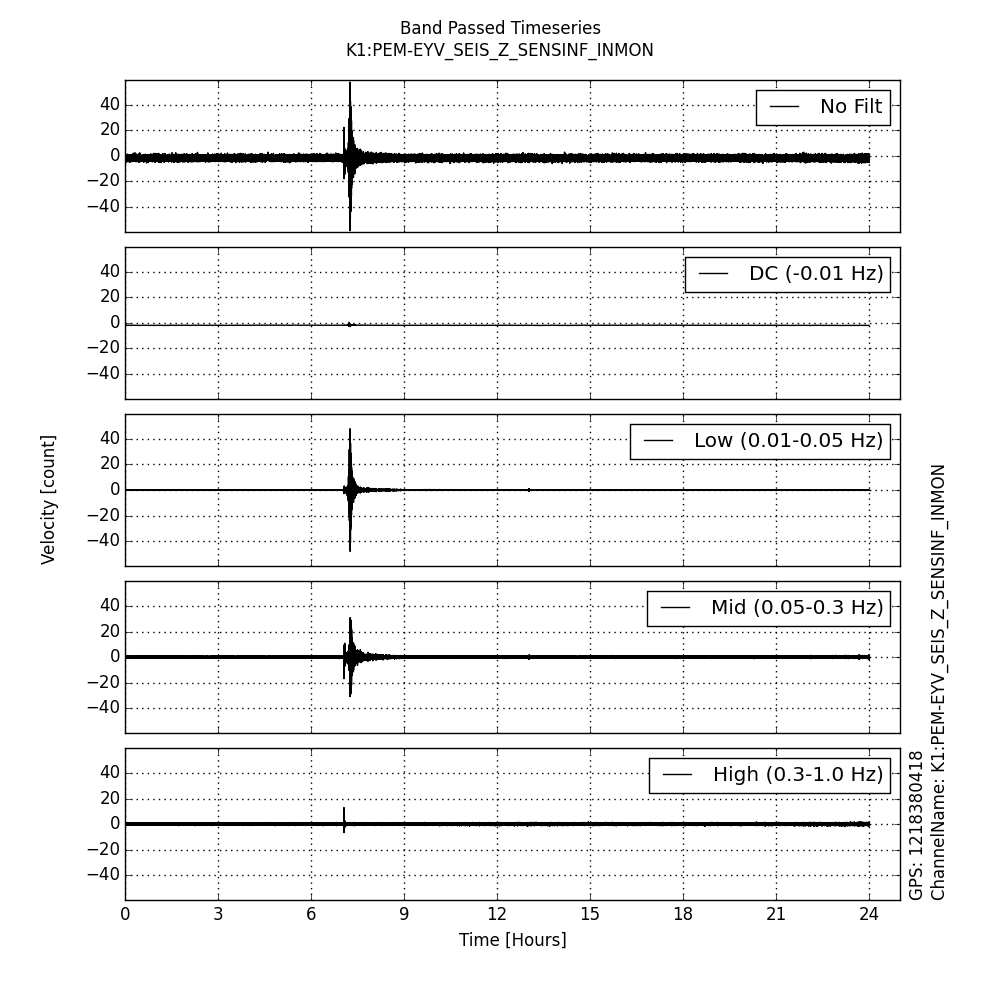 Band Passed Timeseries
K1:PEM-EYV_SEIS_Z_SENSINF_INMON
40
20
0
−20
−40
No Filt
40
20
0
−20
−40
DC (-0.01 Hz)
Velocity [count]
40
20
0
−20
−40
Low (0.01-0.05 Hz)
40
20
0
−20
−40
Mid (0.05-0.3 Hz)
40
20
0
−20
−40
High (0.3-1.0 Hz)
0 3 6 9 12 15 18 21 24
Time [Hours]
GPS: 1218380418
ChannelName: K1:PEM-EYV_SEIS_Z_SENSINF_INMON